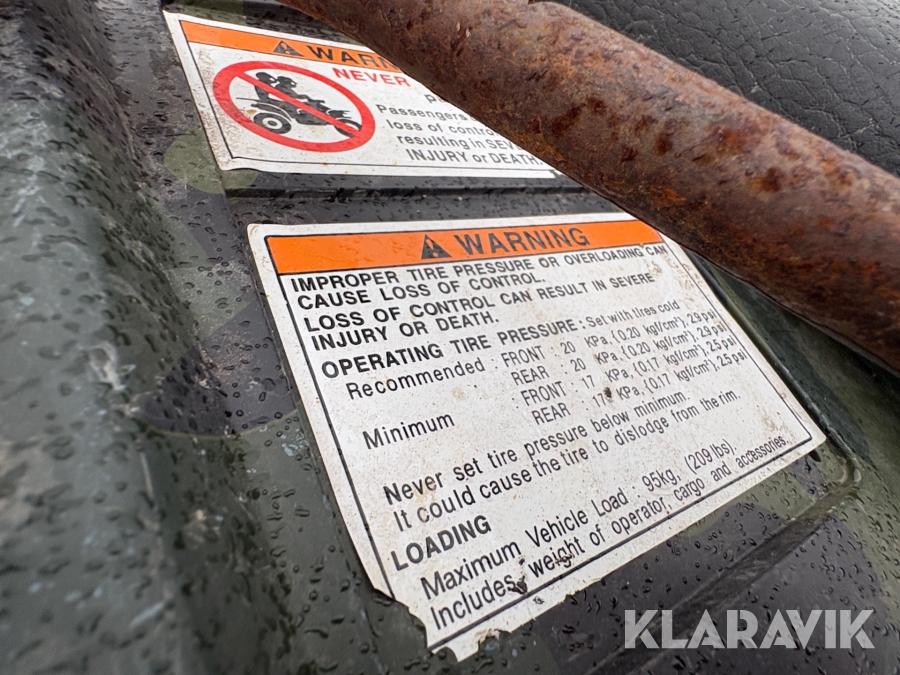 WARN
NEVER
Passengers
loss of contro
resulting in SEV
INJURY or DEATH.
WARNING
IMPROPER TIRE PRESSURE OR OVERLOADING CAN
CAUSE LOSS OF CONTROL.
LOSS OF CONTROL CAN RESULT IN SEVERE
INJURY OR DEATH.
OPERATING TIRE PRESSURE : Set with tires cold
Recommended : FRONT : 20 KPa, (0.20 kgf/cm²), 2.9 psi
REAR : 20 KPa, (0.20 kgf/cm²), 2.9 psi
Minimum : FRONT : 17 KPa, (0.17 kgf/cm²), 2.5 psi
REAR : 17 KPa, (0.17 kgf/cm²), 2.5 psi
Never set tire pressure below minimum.
It could cause the tire to dislodge from the rim.
LOADING
Maximum Vehicle Load : 95kg, (209 lbs).
Includes weight of operator, cargo and accessories.
KLARAVIK